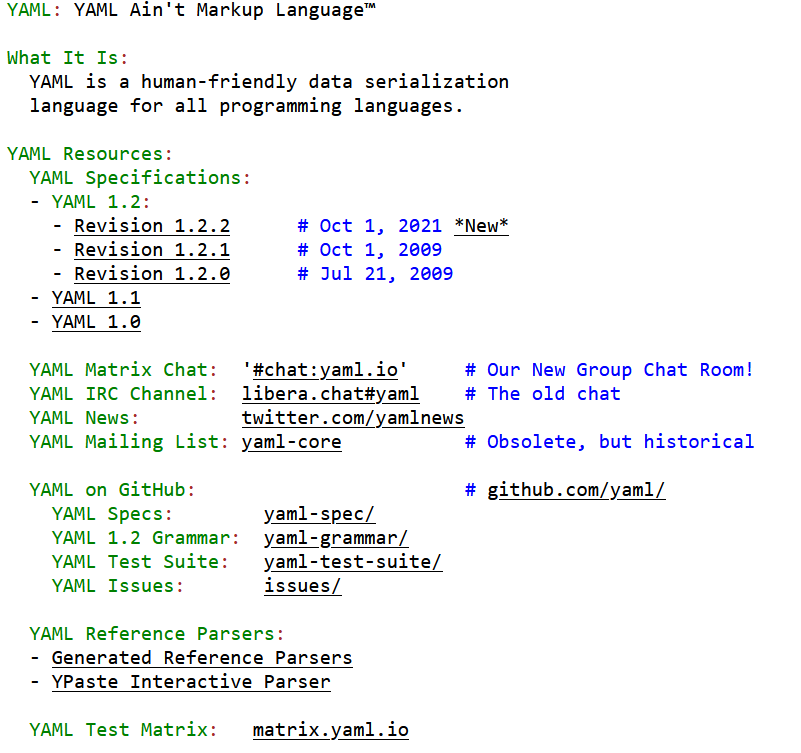 YAML: YAML Ain't Markup Language™

What It Is:
  YAML is a human-friendly data serialization
  language for all programming languages.

YAML Resources:
  YAML Specifications:
  - YAML 1.2:
    - Revision 1.2.2      # Oct 1, 2021 *New*
    - Revision 1.2.1      # Oct 1, 2009
    - Revision 1.2.0      # Jul 21, 2009
  - YAML 1.1
  - YAML 1.0

  YAML Matrix Chat:  '#chat:yaml.io'     # Our New Group Chat Room!
  YAML IRC Channel:  libera.chat#yaml    # The old chat
  YAML News:         twitter.com/yamlnews
  YAML Mailing List: yaml-core           # Obsolete, but historical

  YAML on GitHub:                        # github.com/yaml/
    YAML Specs:        yaml-spec/
    YAML 1.2 Grammar:  yaml-grammar/
    YAML Test Suite:   yaml-test-suite/
    YAML Issues:       issues/

  YAML Reference Parsers:
  - Generated Reference Parsers
  - YPaste Interactive Parser

  YAML Test Matrix:   matrix.yaml.io